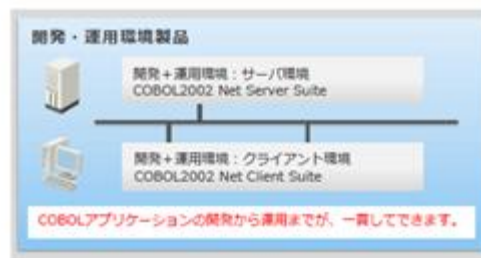 開発・運用環境製品
開発+運用環境：サーバ環境
COBOL2002 Net Server Suite
開発+運用環境：クライアント環境
COBOL2002 Net Client Suite
COBOLアプリケーションの開発から運用までが、一貫してできます。